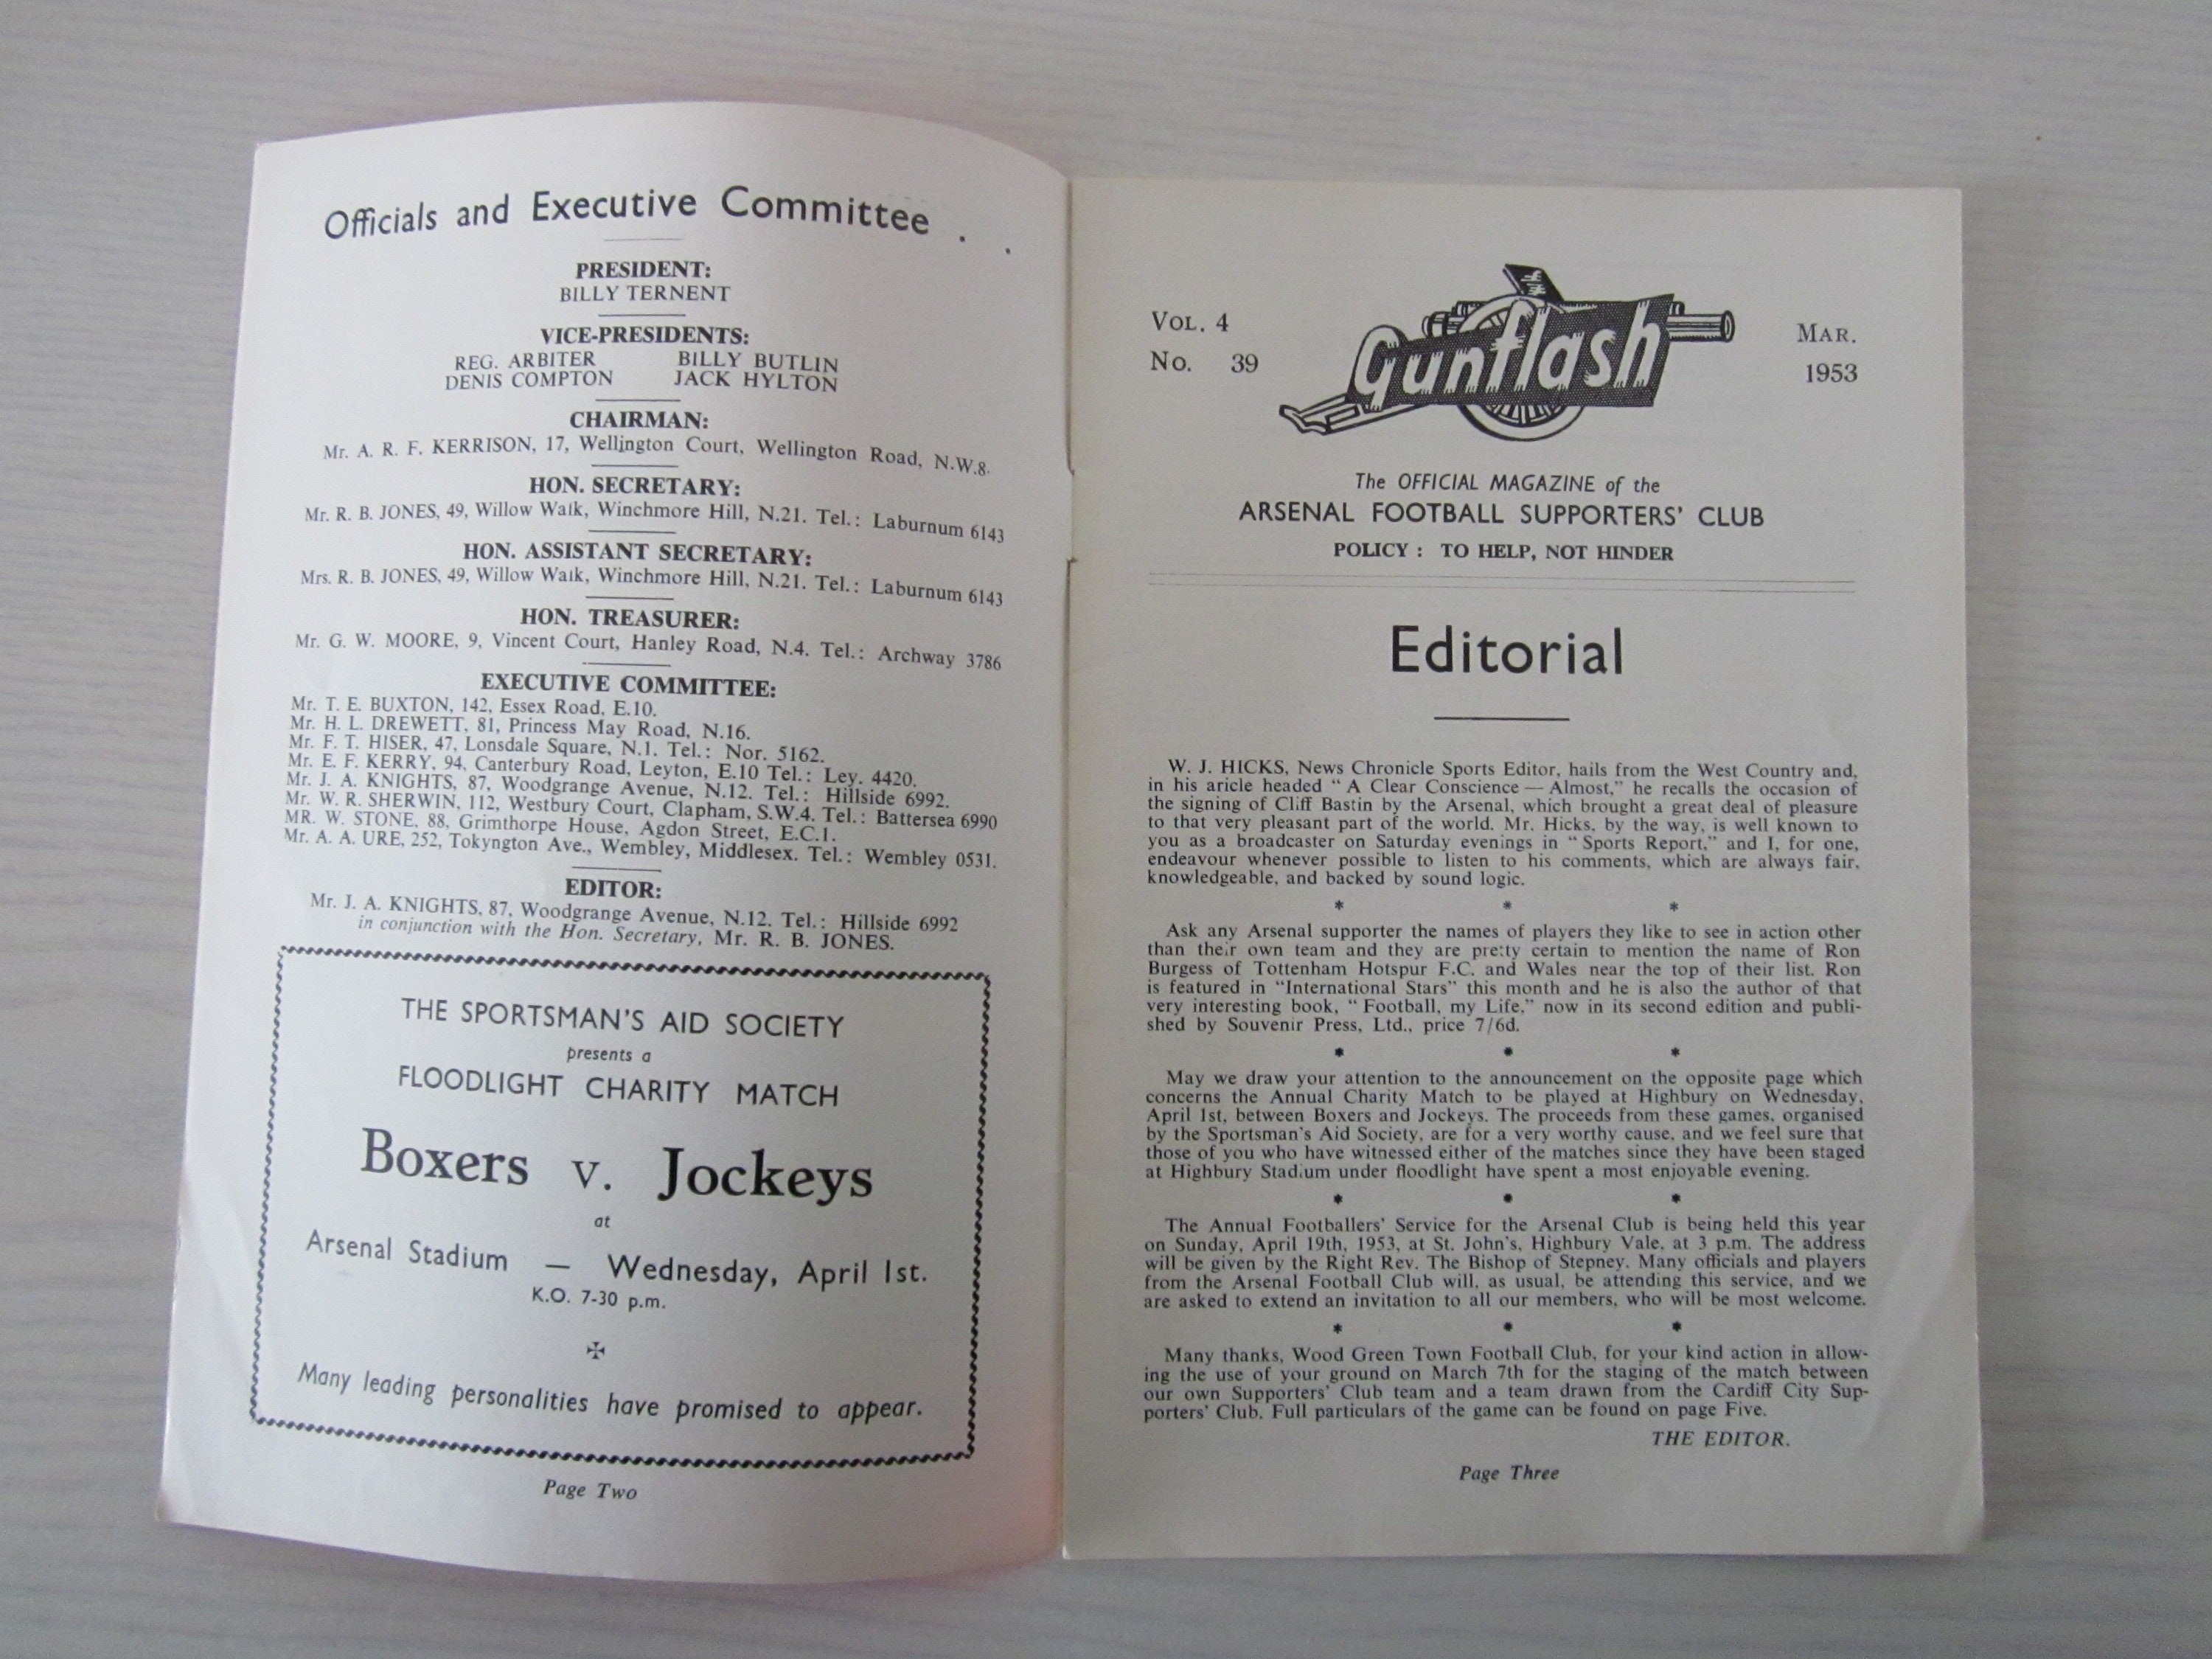 Officials and Executive Committee . .
PRESIDENT:
BILLY TERNENT
VICE-PRESIDENTS:
REG. ARBITER BILLY BUTLIN
DENIS COMPTON JACK HYLTON
CHAIRMAN:
Mr. A. R. F. KERRISON, 17, Wellington Court, Wellington Road, N.W.8.
HON. SECRETARY:
Mr. R. B. JONES, 49, Willow Walk, Winchmore Hill, N.21. Tel.: Laburnum 6143
HON. ASSISTANT SECRETARY:
Mrs. R. B. JONES, 49, Willow Walk, Winchmore Hill, N.21. Tel.: Laburnum 6143
HON. TREASURER:
Mr. G. W. MOORE, 9, Vincent Court, Hanley Road, N.4. Tel.: Archway 3786
EXECUTIVE COMMITTEE:
Mr. T. E. BUXTON, 142, Essex Road, E.10.
Mr. H. L. DREWETT, 81, Princess May Road, N.16.
Mr. F. T. HISER, 47, Lonsdale Square, N.1. Tel.: Nor. 5162.
Mr. E. F. KERRY, 94, Canterbury Road, Leyton, E.10 Tel.: Ley. 4420.
Mr. J. A. KNIGHTS, 87, Woodgrange Avenue, N.12. Tel.: Hillside 6992.
Mr. W. R. SHERWIN, 112, Westbury Court, Clapham, S.W.4. Tel.: Battersea 6990
MR. W. STONE, 88, Grimthorpe House, Agdon Street, E.C.1.
Mr. A. A. URE, 252, Tokyngton Ave., Wembley, Middlesex. Tel.: Wembley 0531.
EDITOR:
Mr. J. A. KNIGHTS, 87, Woodgrange Avenue, N.12. Tel.: Hillside 6992
in conjunction with the Hon. Secretary, Mr. R. B. JONES.
THE SPORTSMAN'S AID SOCIETY
presents a
FLOODLIGHT CHARITY MATCH
Boxers v. Jockeys
at
Arsenal Stadium — Wednesday, April 1st.
K.O. 7-30 p.m.
Many leading personalities have promised to appear.
Page Two
VOL. 4
No. 39
Gunflash
MAR.
1953
The OFFICIAL MAGAZINE of the
ARSENAL FOOTBALL SUPPORTERS' CLUB
POLICY : TO HELP, NOT HINDER
Editorial
W. J. HICKS, News Chronicle Sports Editor, hails from the West Country and,
in his aricle headed " A Clear Conscience — Almost," he recalls the occasion of
the signing of Cliff Bastin by the Arsenal, which brought a great deal of pleasure
to that very pleasant part of the world. Mr. Hicks, by the way, is well known to
you as a broadcaster on Saturday evenings in " Sports Report," and I, for one,
endeavour whenever possible to listen to his comments, which are always fair,
knowledgeable, and backed by sound logic.
* * *
Ask any Arsenal supporter the names of players they like to see in action other
than their own team and they are pretty certain to mention the name of Ron
Burgess of Tottenham Hotspur F.C. and Wales near the top of their list. Ron
is featured in "International Stars" this month and he is also the author of that
very interesting book, " Football, my Life," now in its second edition and publi-
shed by Souvenir Press, Ltd., price 7/6d.
* * *
May we draw your attention to the announcement on the opposite page which
concerns the Annual Charity Match to be played at Highbury on Wednesday,
April 1st, between Boxers and Jockeys. The proceeds from these games, organised
by the Sportsman's Aid Society, are for a very worthy cause, and we feel sure that
those of you who have witnessed either of the matches since they have been staged
at Highbury Stadium under floodlight have spent a most enjoyable evening.
* * *
The Annual Footballers' Service for the Arsenal Club is being held this year
on Sunday, April 19th, 1953, at St. John's, Highbury Vale, at 3 p.m. The address
will be given by the Right Rev. The Bishop of Stepney. Many officials and players
from the Arsenal Football Club will, as usual, be attending this service, and we
are asked to extend an invitation to all our members, who will be most welcome.
* * *
Many thanks, Wood Green Town Football Club, for your kind action in allow-
ing the use of your ground on March 7th for the staging of the match between
our own Supporters' Club team and a team drawn from the Cardiff City Sup-
porters' Club. Full particulars of the game can be found on page Five.
THE EDITOR.
Page Three